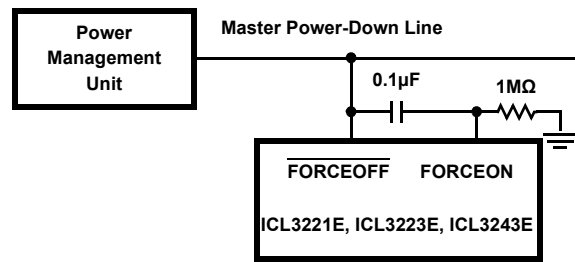 Power
Management
Unit
Master Power-Down Line
0.1µF
1MΩ
FORCEOFF FORCEON
ICL3221E, ICL3223E, ICL3243E